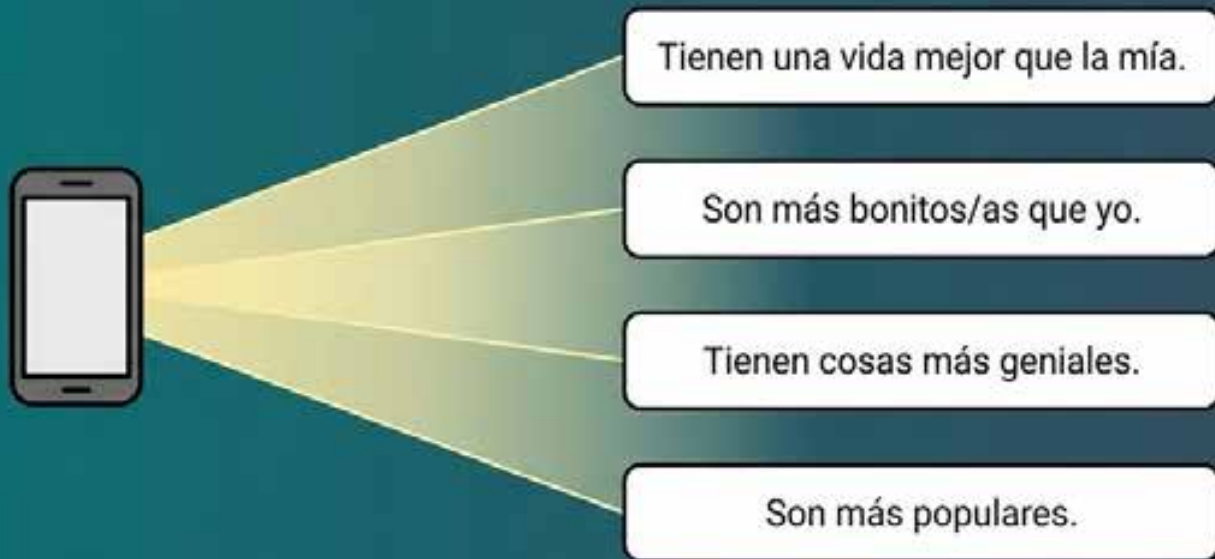 Tienen una vida mejor que la mía.
Son más bonitos/as que yo.
Tienen cosas más geniales.
Son más populares.